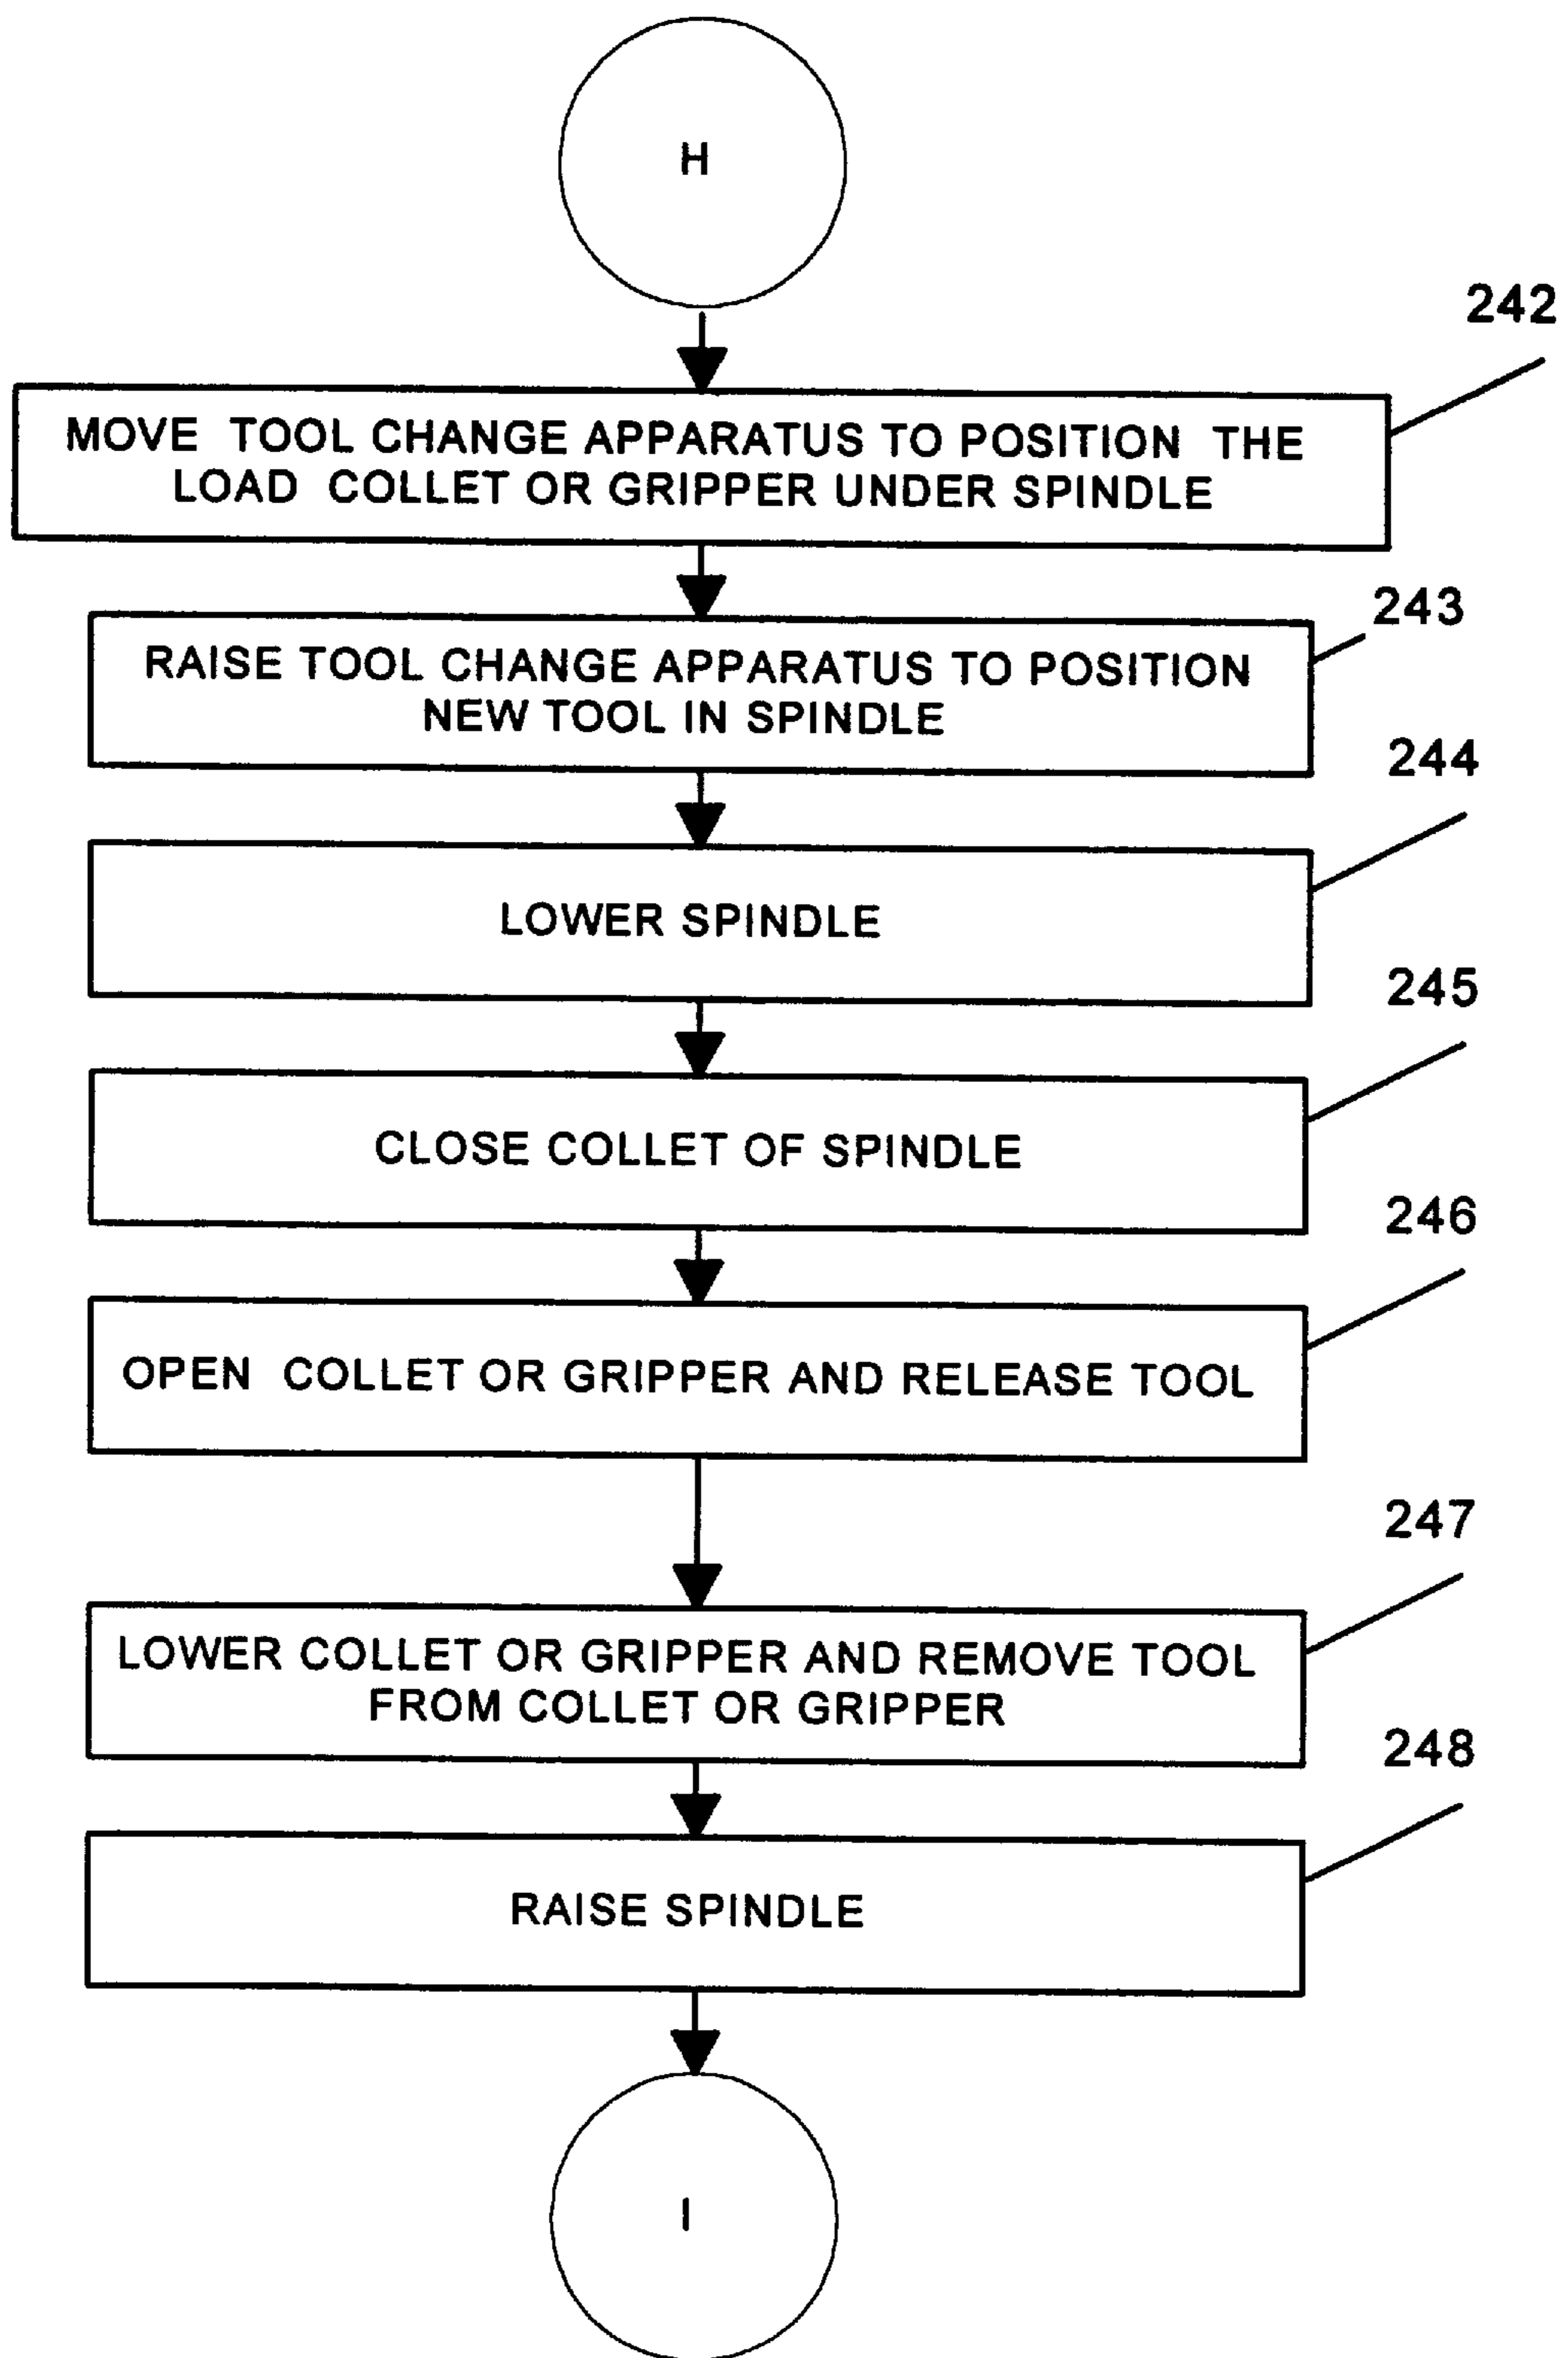 H
242
MOVE TOOL CHANGE APPARATUS TO POSITION THE
LOAD COLLET OR GRIPPER UNDER SPINDLE
243
RAISE TOOL CHANGE APPARATUS TO POSITION
NEW TOOL IN SPINDLE
244
LOWER SPINDLE
245
CLOSE COLLET OF SPINDLE
246
OPEN COLLET OR GRIPPER AND RELEASE TOOL
247
LOWER COLLET OR GRIPPER AND REMOVE TOOL
FROM COLLET OR GRIPPER
248
RAISE SPINDLE
I